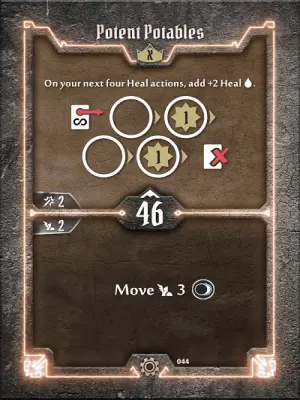 Potent Potables
X
On your next four Heal actions, add +2 Heal.
1
1
2
46
2
Move 3
044